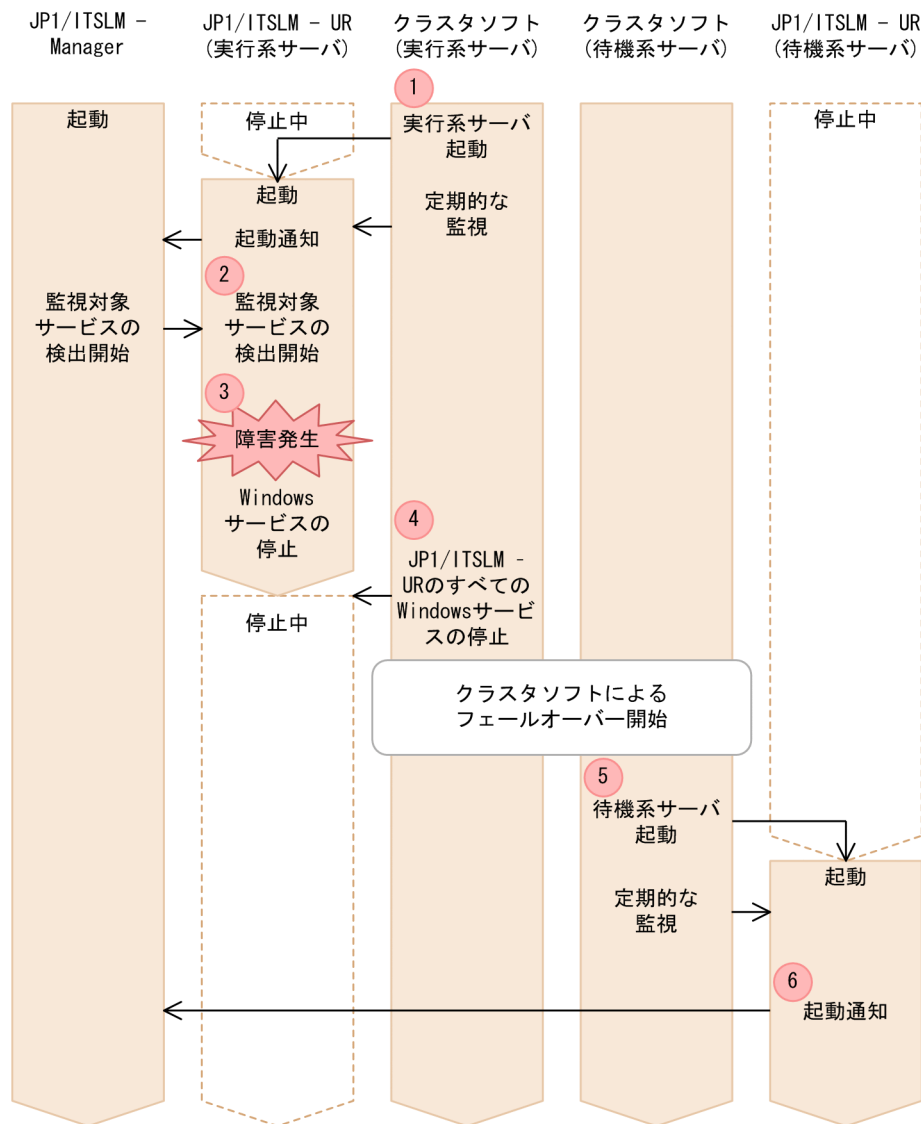 JP1/ITSLM -
Manager
JP1/ITSLM - UR
(実行系サーバ)
クラスタソフト
(実行系サーバ)
クラスタソフト
(待機系サーバ)
JP1/ITSLM - UR
(待機系サーバ)
1
起動
停止中
実行系サーバ
起動
停止中
起動
定期的な
監視
起動通知
2
監視対象
サービスの
検出開始
監視対象
サービスの
検出開始
3
障害発生
Windows
サービスの
停止
4
JP1/ITSLM -
URのすべての
Windowsサービ
スの停止
停止中
クラスタソフトによる
フェールオーバー開始
5
待機系サーバ
起動
起動
定期的な
監視
6
起動通知